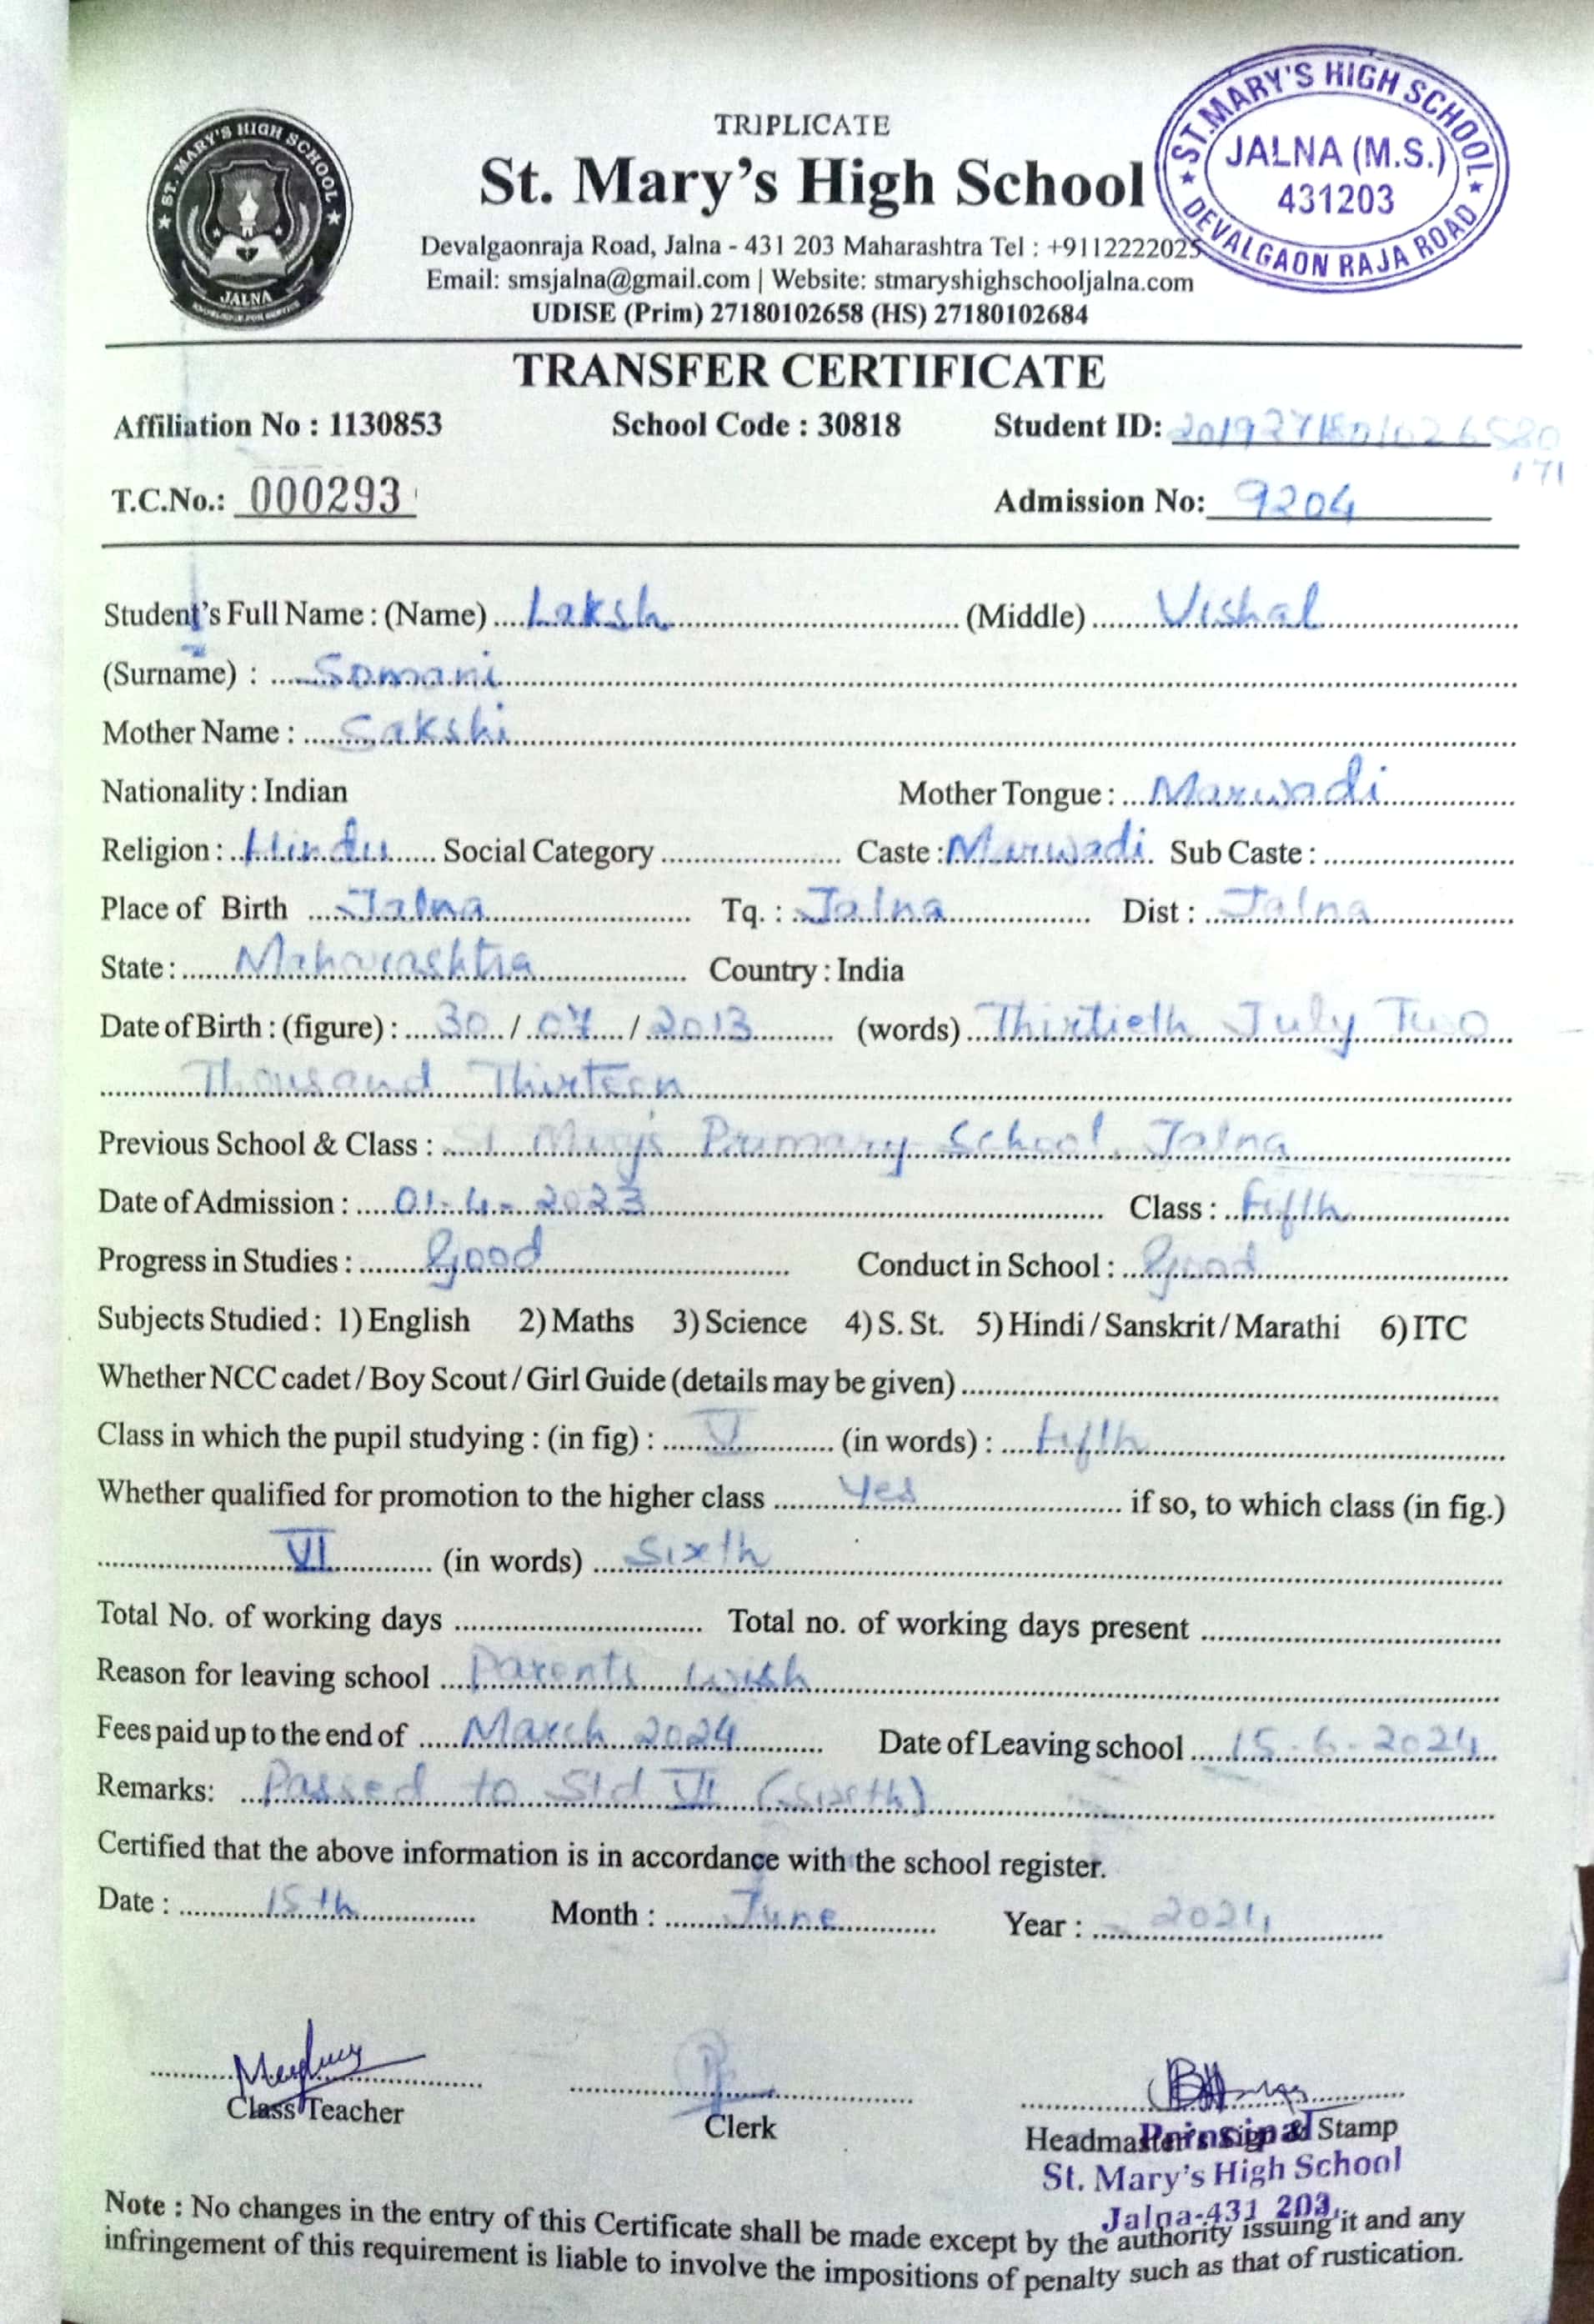 TRIPLICATE
St. Mary's High School
Devalgaonraja Road, Jalna - 431 203 Maharashtra Tel : +9112222025
Email: smsjalna@gmail.com | Website: stmaryshighschooljalna.com
UDISE (Prim) 27180102658 (HS) 27180102684
★ ST. MARY'S HIGH SCHOOL ★
JALNA
ST. MARY'S HIGH SCHOOL
JALNA (M.S.)
431203
★ DEVALGAON RAJA ROAD ★
TRANSFER CERTIFICATE
Affiliation No : 1130853 School Code : 30818 Student ID:
171
T.C.No.: 000293 Admission No: 9204
Student's Full Name : (Name) Laksh (Middle) Vishal
(Surname) : Somani
Mother Name : Sakshi
Nationality : Indian Mother Tongue : Marwadi
Religion : Hindu Social Category Caste : Marwadi Sub Caste :
Place of Birth Jalna Tq. : Jalna Dist : Jalna
State : Maharashtra Country : India
Date of Birth : (figure) : 30 / 07 / 2013 (words) Thirtieth July Two
Thousand Thirteen
Previous School & Class : St. Mary's Primary School, Jalna
Date of Admission : 01-4-2023 Class : Fifth
Progress in Studies : Good Conduct in School : Good
Subjects Studied : 1) English 2) Maths 3) Science 4) S. St. 5) Hindi / Sanskrit / Marathi 6) ITC
Whether NCC cadet / Boy Scout / Girl Guide (details may be given)
Class in which the pupil studying : (in fig) : V (in words) : Fifth
Whether qualified for promotion to the higher class Yes if so, to which class (in fig.)
VI (in words) Sixth
Total No. of working days Total no. of working days present
Reason for leaving school Parents wish
Fees paid up to the end of March 2024 Date of Leaving school 15-6-2024
Remarks: Passed to Std VI (Sixth)
Certified that the above information is in accordance with the school register.
Date : 15th Month : June Year : 2024
Class Teacher Clerk Headmaster's Sign & Stamp
Prinsipal
St. Mary's High School
Jalna-431 203.
Note : No changes in the entry of this Certificate shall be made except by the authority issuing it and any
infringement of this requirement is liable to involve the impositions of penalty such as that of rustication.